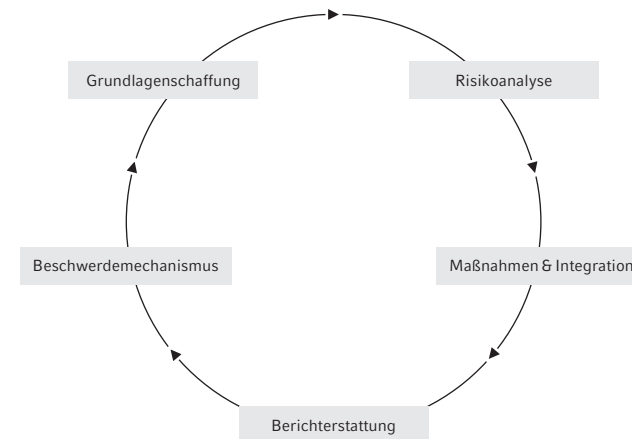 Grundlagenschaffung
Risikoanalyse
Beschwerdemechanismus
Maßnahmen & Integration
Berichterstattung